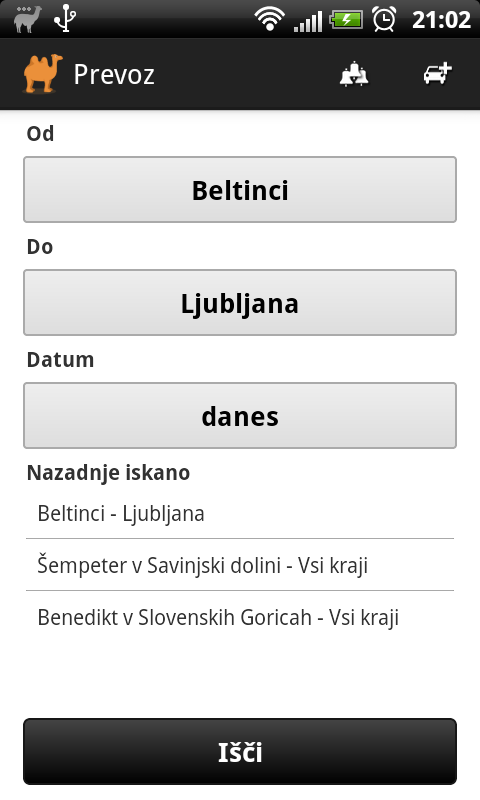 21:02
Prevoz
Od
Beltinci
Do
Ljubljana
Datum
danes
Nazadnje iskano
Beltinci - Ljubljana
Šempeter v Savinjski dolini - Vsi kraji
Benedikt v Slovenskih Goricah - Vsi kraji
Išči